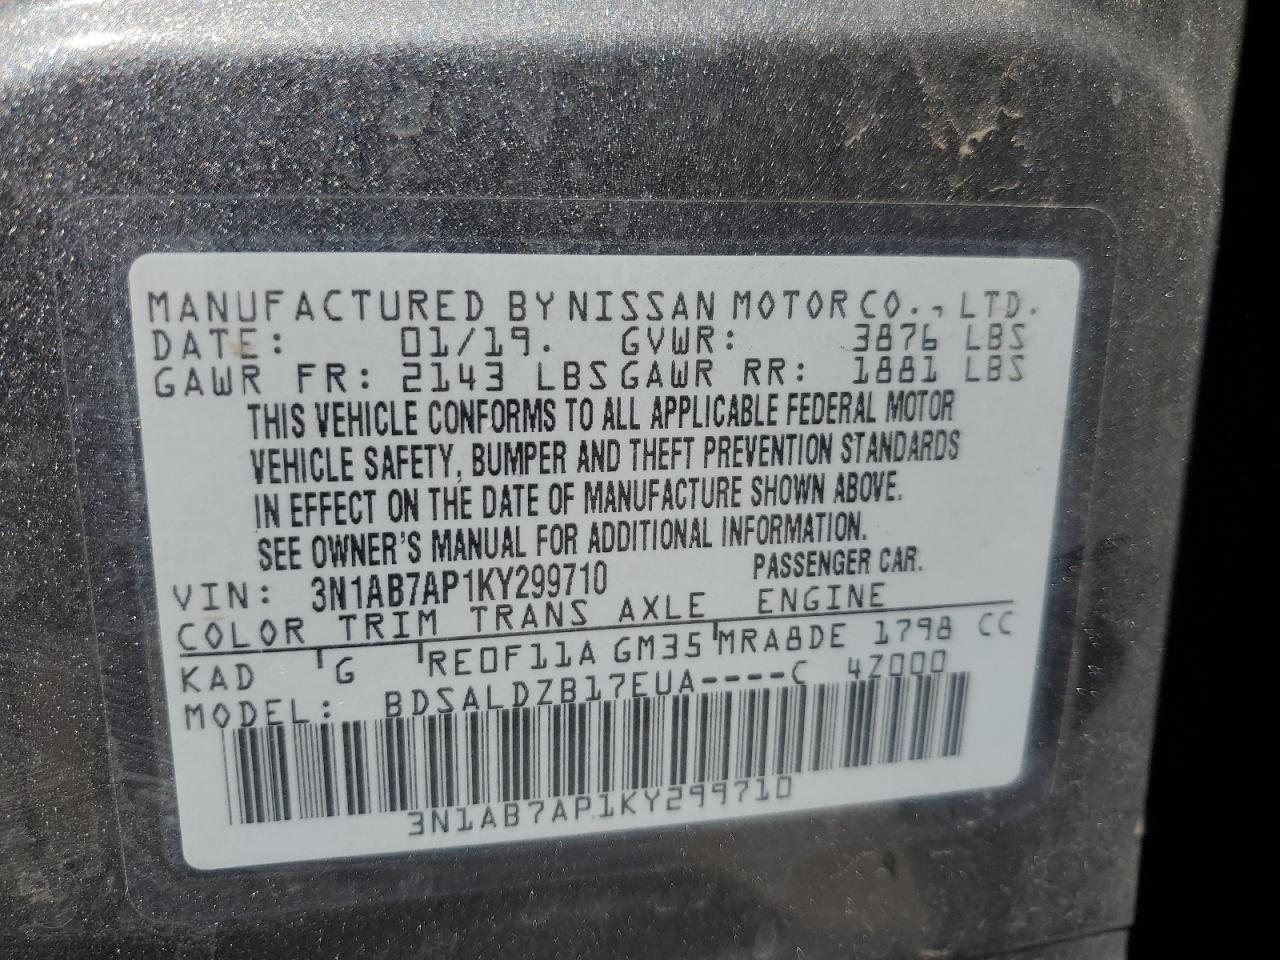 MANUFACTURED BY NISSAN MOTOR CO., LTD.
DATE: 01/19. GVWR: 3876 LBS
GAWR FR: 2143 LBS GAWR RR: 1881 LBS
THIS VEHICLE CONFORMS TO ALL APPLICABLE FEDERAL MOTOR
VEHICLE SAFETY, BUMPER AND THEFT PREVENTION STANDARDS
IN EFFECT ON THE DATE OF MANUFACTURE SHOWN ABOVE.
SEE OWNER'S MANUAL FOR ADDITIONAL INFORMATION.
VIN: 3N1AB7AP1KY299710 PASSENGER CAR.
COLOR TRIM TRANS AXLE ENGINE
KAD G RE0F11A GM35 MRA8DE 1798 CC
MODEL: BDSALDZB17EUA----C 4Z000
3N1AB7AP1KY299710